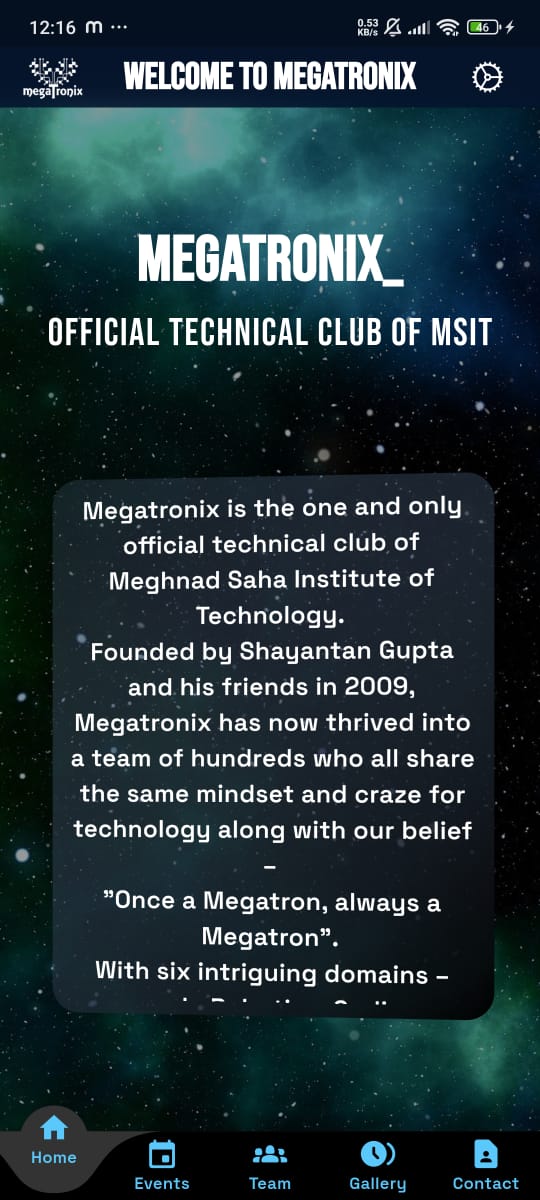 12:16 m ...
0.53
KB/s
46
megaTronix
WELCOME TO MEGATRONIX
MEGATRONIX_
OFFICIAL TECHNICAL CLUB OF MSIT
Megatronix is the one and only
official technical club of
Meghnad Saha Institute of
Technology.
Founded by Shayantan Gupta
and his friends in 2009,
Megatronix has now thrived into
a team of hundreds who all share
the same mindset and craze for
technology along with our belief
–
”Once a Megatron, always a
Megatron”.
With six intriguing domains –
Home
Events
Team
Gallery
Contact